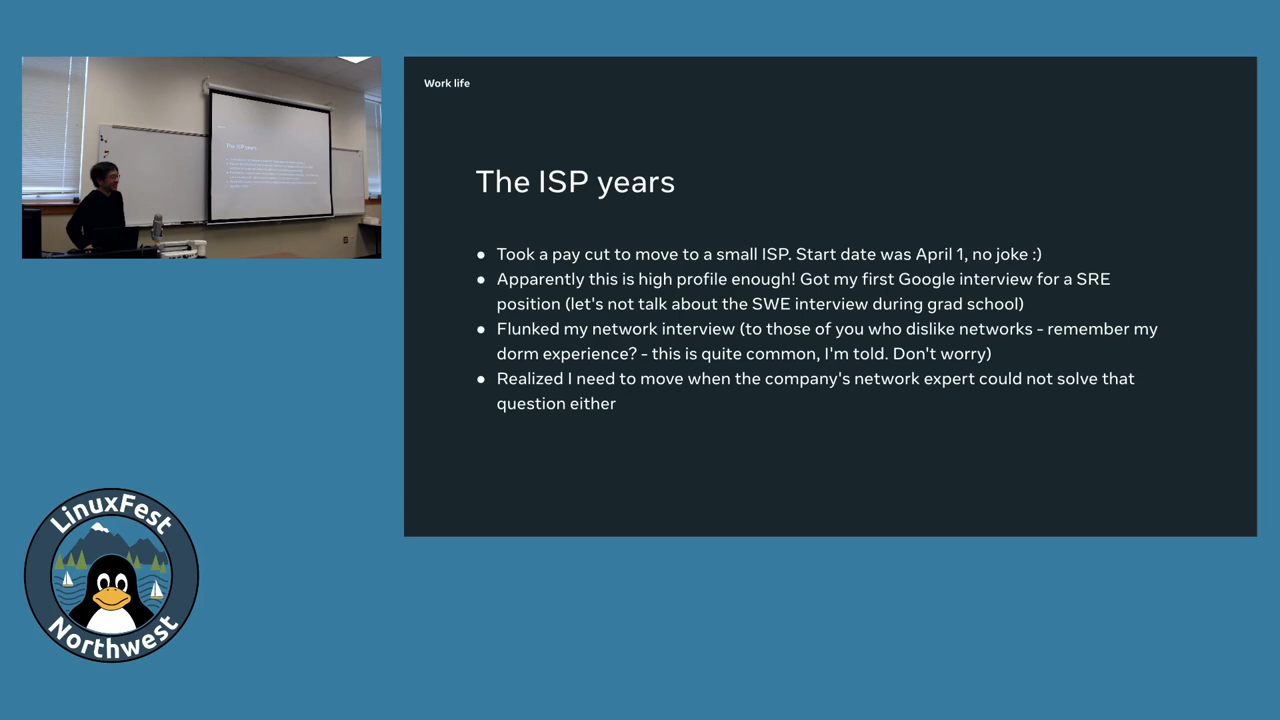 Work life
The ISP years
The ISP years
● Took a pay cut to move to a small ISP. Start date was April 1, no joke :)
● Apparently this is high profile enough! Got my first Google interview for a SRE
position (let's not talk about the SWE interview during grad school)
● Flunked my network interview (to those of you who dislike networks - remember my
dorm experience? - this is quite common, I'm told. Don't worry)
● Realized I need to move when the company's network expert could not solve that
question either
LinuxFest
Northwest